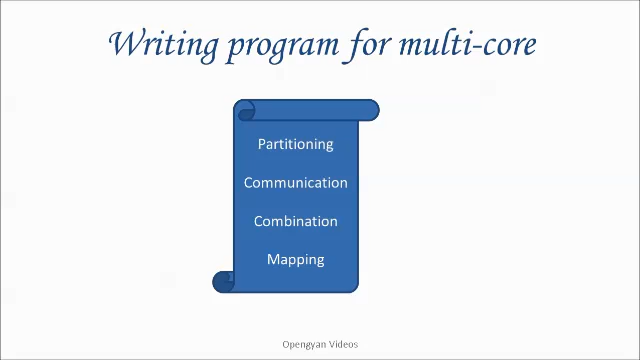 Writing program for multi-core
Partitioning
Communication
Combination
Mapping
Opengyan Videos